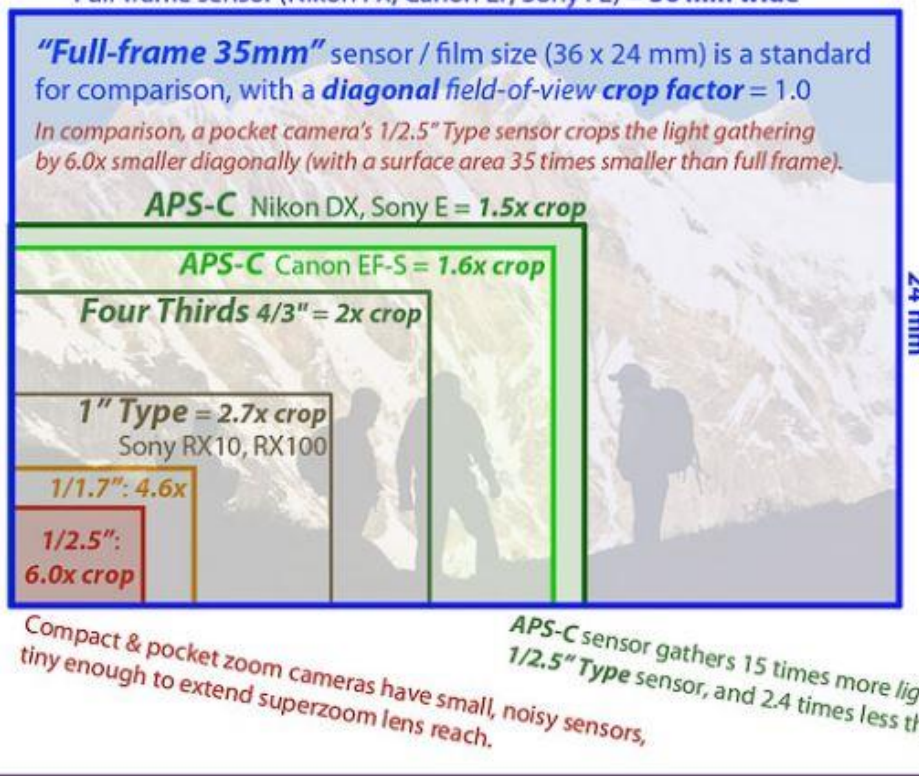 “Full-frame 35mm” sensor / film size (36 x 24 mm) is a standard
for comparison, with a diagonal field-of-view crop factor = 1.0
In comparison, a pocket camera's 1/2.5” Type sensor crops the light gathering
by 6.0x smaller diagonally (with a surface area 35 times smaller than full frame).
APS-C Nikon DX, Sony E = 1.5x crop
APS-C Canon EF-S = 1.6x crop
24 mm
Four Thirds 4/3" = 2x crop
1” Type = 2.7x crop
Sony RX10, RX100
1/1.7”: 4.6x
1/2.5”:
6.0x crop
Compact & pocket zoom cameras have small, noisy sensors,
tiny enough to extend superzoom lens reach.
APS-C sensor gathers 15 times more
1/2.5” Type sensor, and 2.4 times less